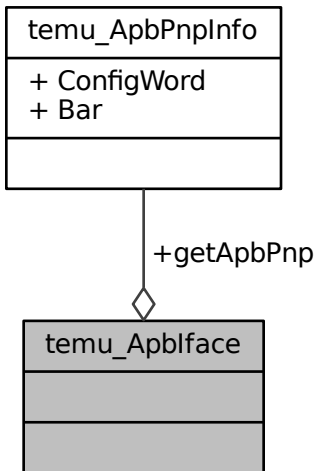 temu_ApbPnpInfo
+ ConfigWord
+ Bar
+getApbPnp
temu_ApbIface